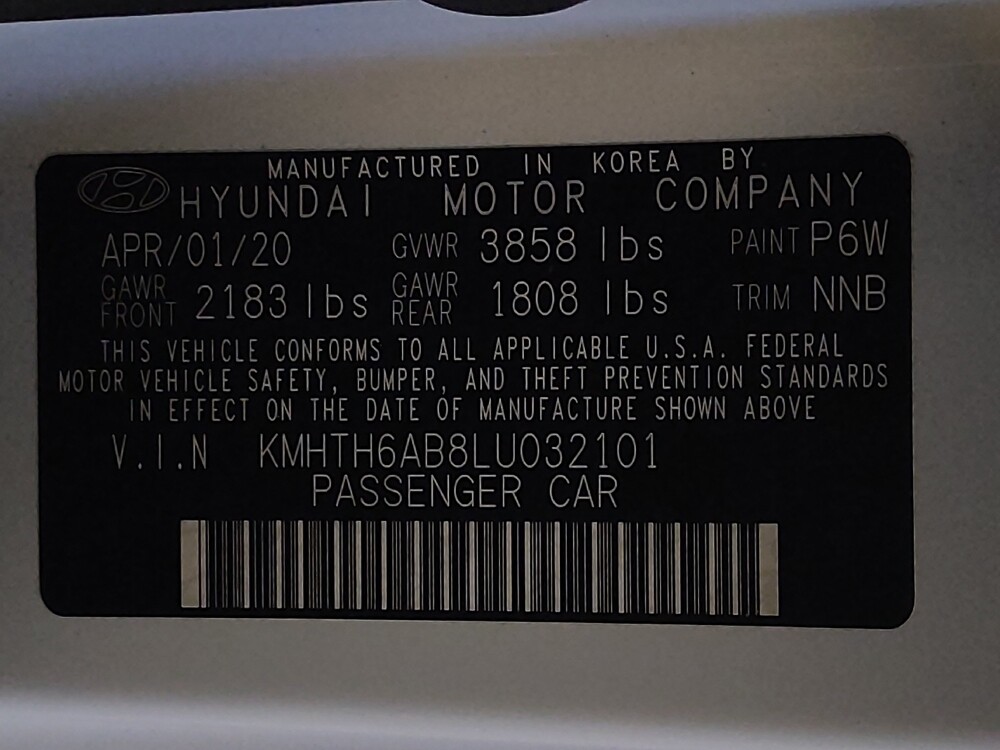 MANUFACTURED IN KOREA BY
HYUNDAI MOTOR COMPANY
APR/01/20 GVWR 3858 lbs PAINT P6W
GAWR FRONT 2183 lbs GAWR REAR 1808 lbs TRIM NNB
THIS VEHICLE CONFORMS TO ALL APPLICABLE U.S.A. FEDERAL
MOTOR VEHICLE SAFETY, BUMPER, AND THEFT PREVENTION STANDARDS
IN EFFECT ON THE DATE OF MANUFACTURE SHOWN ABOVE
V.I.N KMHTH6AB8LU032101
PASSENGER CAR